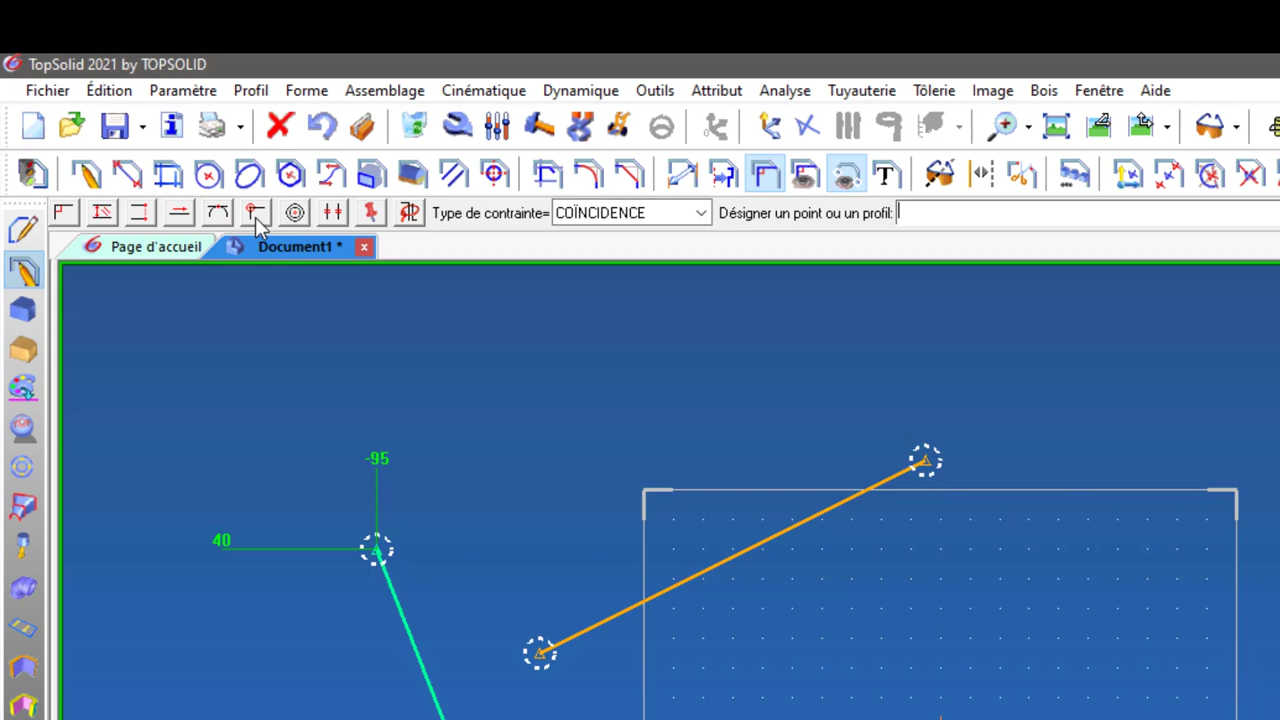 TopSolid 2021 by TOPSOLID
Fichier Édition Paramètre Profil Forme Assemblage Cinématique Dynamique Outils Attribut Analyse Tuyauterie Tôlerie Image Bois Fenêtre Aide
T
Type de contrainte= COÏNCIDENCE Désigner un point ou un profil:
Page d'accueil Document1 * x
-95
40